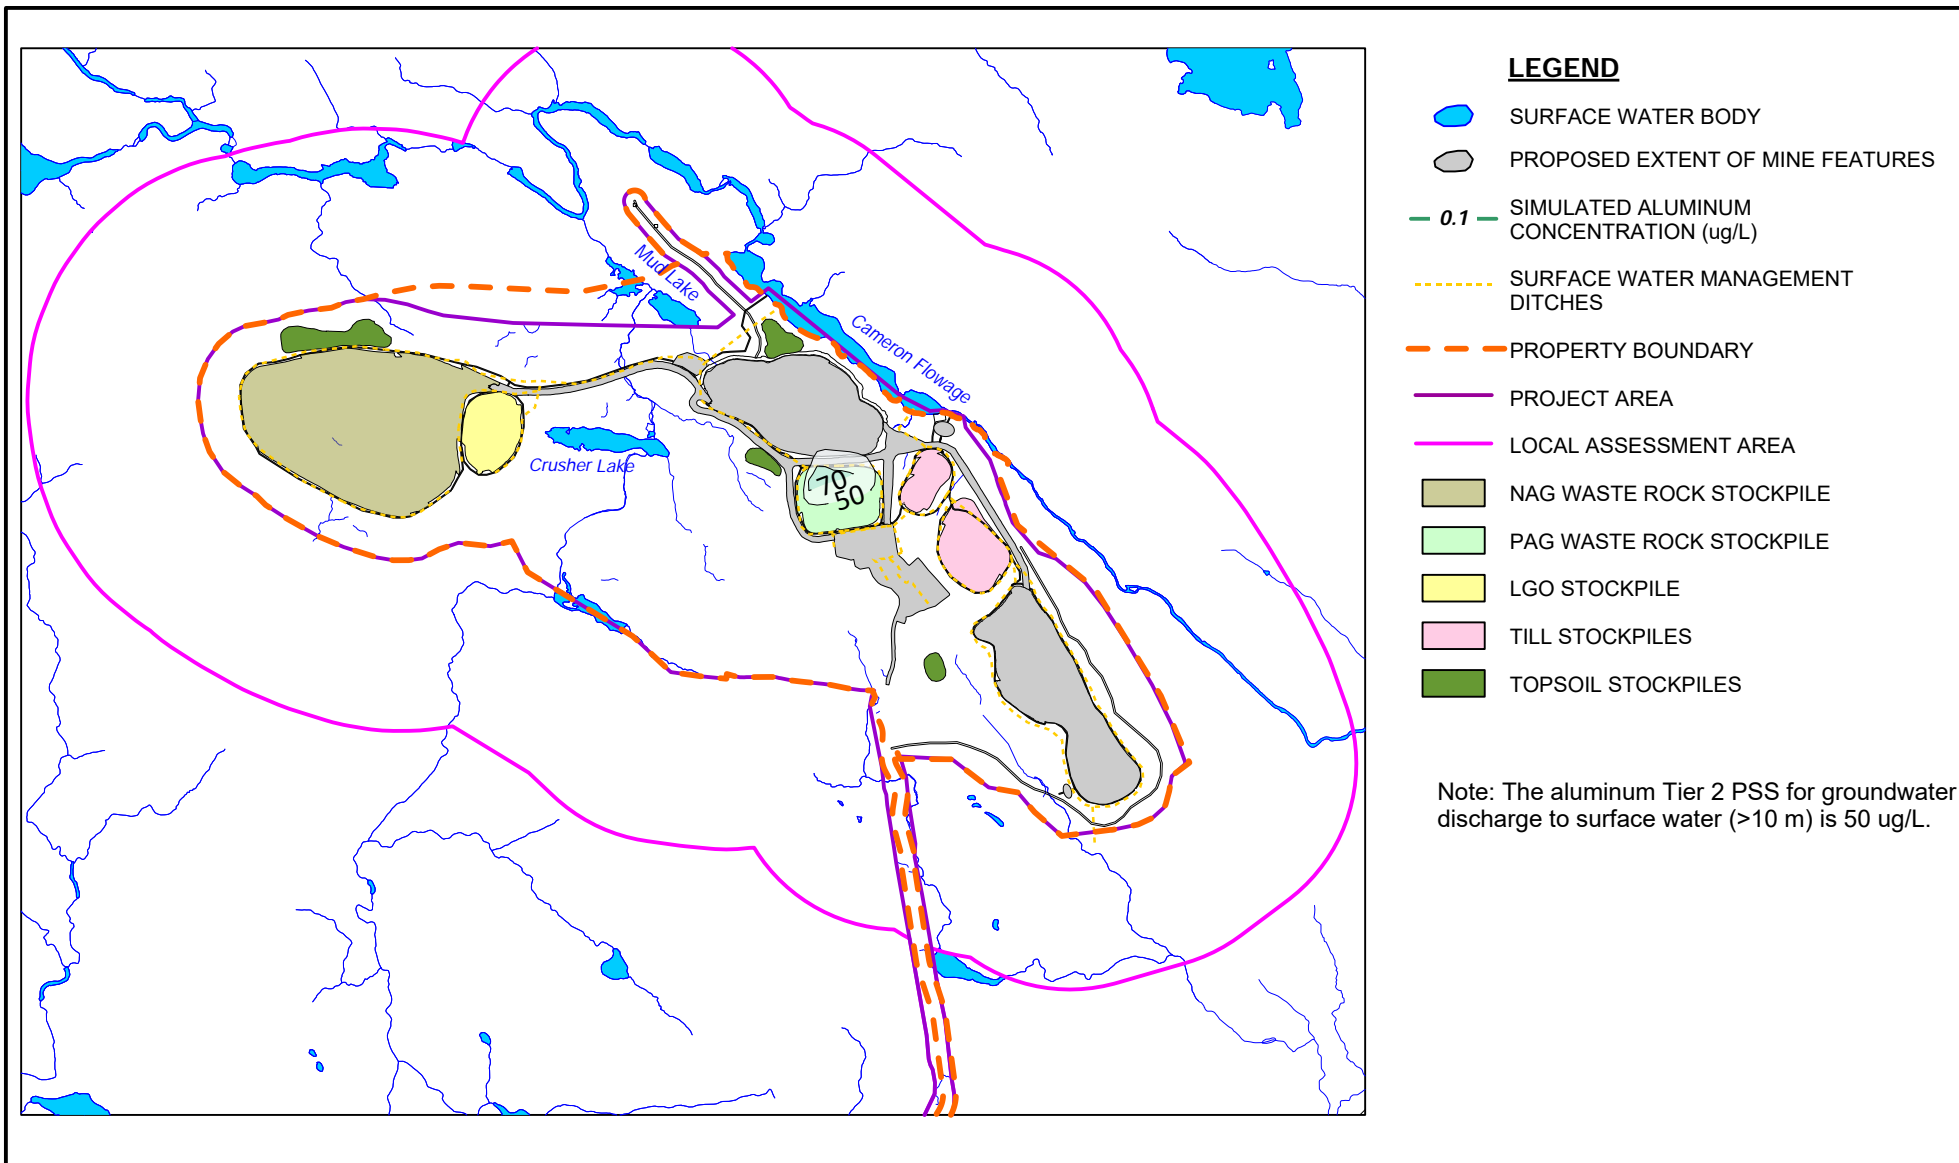 LEGEND
SURFACE WATER BODY
PROPOSED EXTENT OF MINE FEATURES
0.1
SIMULATED ALUMINUM
CONCENTRATION (ug/L)
SURFACE WATER MANAGEMENT
DITCHES
PROPERTY BOUNDARY
PROJECT AREA
LOCAL ASSESSMENT AREA
NAG WASTE ROCK STOCKPILE
PAG WASTE ROCK STOCKPILE
LGO STOCKPILE
TILL STOCKPILES
TOPSOIL STOCKPILES
Note: The aluminum Tier 2 PSS for groundwater
discharge to surface water (>10 m) is 50 ug/L.
Mud Lake
Cameron Flowage
Crusher Lake
70
50